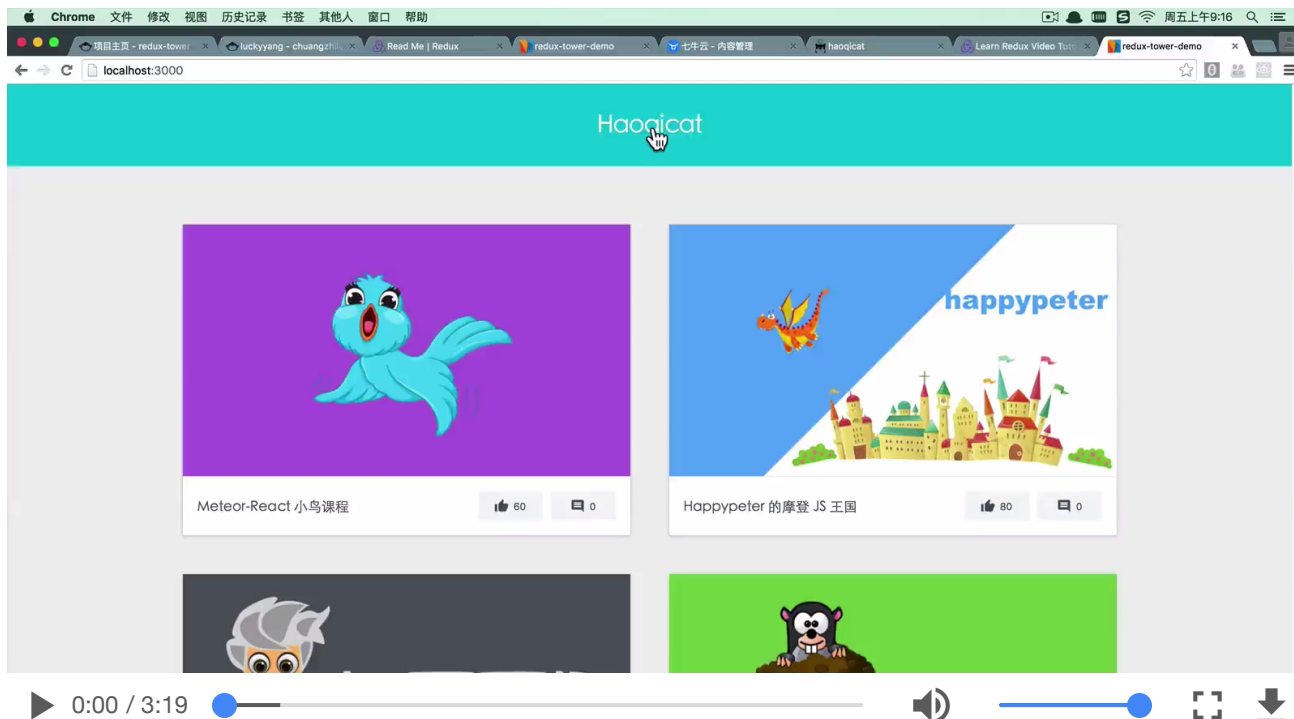 Chrome 文件 修改 视图 历史记录 书签 其他人 窗口 帮助 周五上午9:16
项目主页 - redux-tower luckyyang - chuangzhi Read Me | Redux redux-tower-demo 七牛云 - 内容管理 haoqicat Learn Redux Video Tuto redux-tower-demo
localhost:3000
Haoqicat
happypeter
Meteor-React 小鸟课程 60 0 Happypeter 的摩登 JS 王国 80 0
0:00 / 3:19